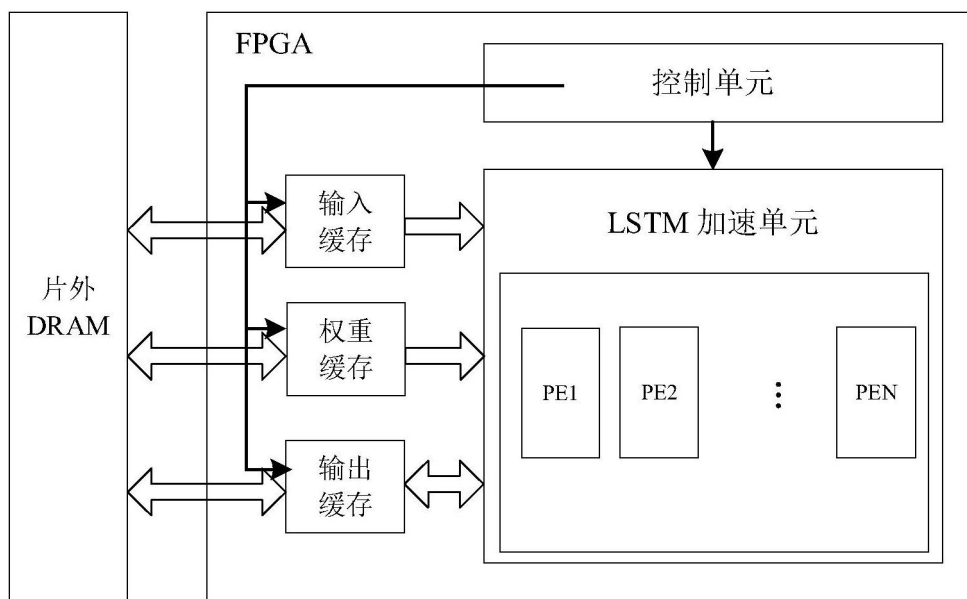 FPGA
控制单元
片外
DRAM
输入
缓存
权重
缓存
输出
缓存
LSTM 加速单元
PE1
PE2
PEN